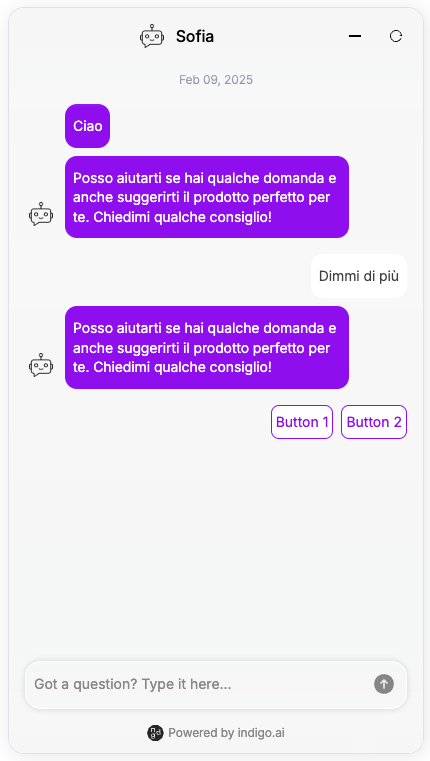 Sofia
Feb 09, 2025
Ciao
Posso aiutarti se hai qualche domanda e
anche suggerirti il prodotto perfetto per
te. Chiedimi qualche consiglio!
Dimmi di più
Posso aiutarti se hai qualche domanda e
anche suggerirti il prodotto perfetto per
te. Chiedimi qualche consiglio!
Button 1 Button 2
Got a question? Type it here...
Powered by indigo.ai